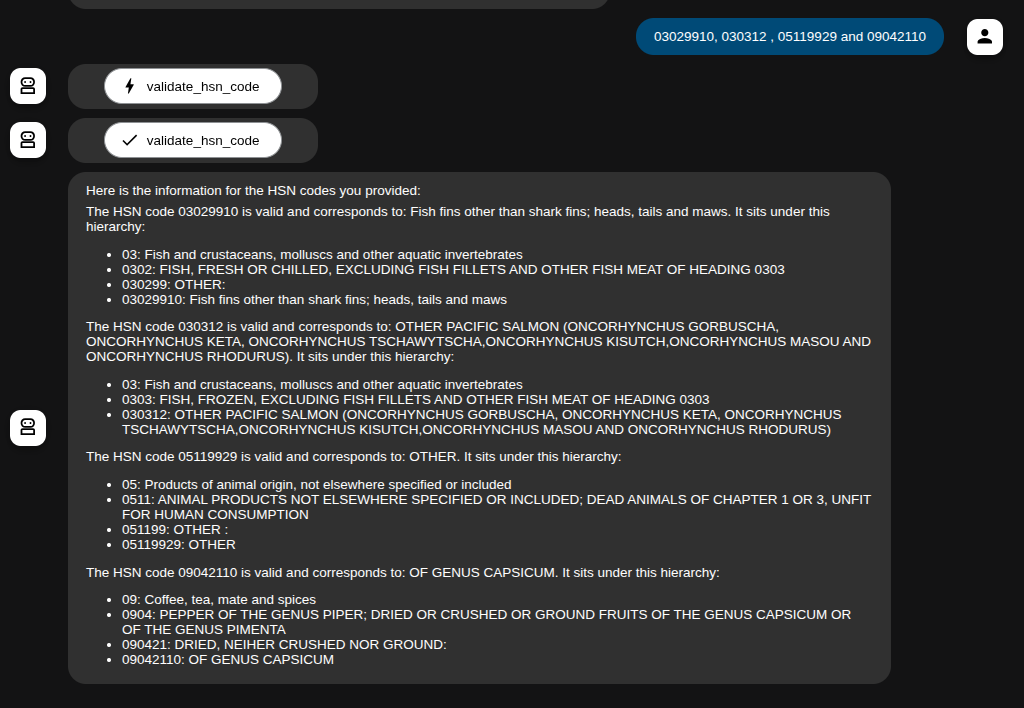 03029910, 030312 , 05119929 and 09042110
validate_hsn_code
validate_hsn_code
Here is the information for the HSN codes you provided:
The HSN code 03029910 is valid and corresponds to: Fish fins other than shark fins; heads, tails and maws. It sits under this
hierarchy:
• 03: Fish and crustaceans, molluscs and other aquatic invertebrates
• 0302: FISH, FRESH OR CHILLED, EXCLUDING FISH FILLETS AND OTHER FISH MEAT OF HEADING 0303
• 030299: OTHER:
• 03029910: Fish fins other than shark fins; heads, tails and maws
The HSN code 030312 is valid and corresponds to: OTHER PACIFIC SALMON (ONCORHYNCHUS GORBUSCHA,
ONCORHYNCHUS KETA, ONCORHYNCHUS TSCHAWYTSCHA,ONCORHYNCHUS KISUTCH,ONCORHYNCHUS MASOU AND
ONCORHYNCHUS RHODURUS). It sits under this hierarchy:
• 03: Fish and crustaceans, molluscs and other aquatic invertebrates
• 0303: FISH, FROZEN, EXCLUDING FISH FILLETS AND OTHER FISH MEAT OF HEADING 0303
• 030312: OTHER PACIFIC SALMON (ONCORHYNCHUS GORBUSCHA, ONCORHYNCHUS KETA, ONCORHYNCHUS
TSCHAWYTSCHA,ONCORHYNCHUS KISUTCH,ONCORHYNCHUS MASOU AND ONCORHYNCHUS RHODURUS)
The HSN code 05119929 is valid and corresponds to: OTHER. It sits under this hierarchy:
• 05: Products of animal origin, not elsewhere specified or included
• 0511: ANIMAL PRODUCTS NOT ELSEWHERE SPECIFIED OR INCLUDED; DEAD ANIMALS OF CHAPTER 1 OR 3, UNFIT
FOR HUMAN CONSUMPTION
• 051199: OTHER :
• 05119929: OTHER
The HSN code 09042110 is valid and corresponds to: OF GENUS CAPSICUM. It sits under this hierarchy:
• 09: Coffee, tea, mate and spices
• 0904: PEPPER OF THE GENUS PIPER; DRIED OR CRUSHED OR GROUND FRUITS OF THE GENUS CAPSICUM OR
OF THE GENUS PIMENTA
• 090421: DRIED, NEIHER CRUSHED NOR GROUND:
• 09042110: OF GENUS CAPSICUM